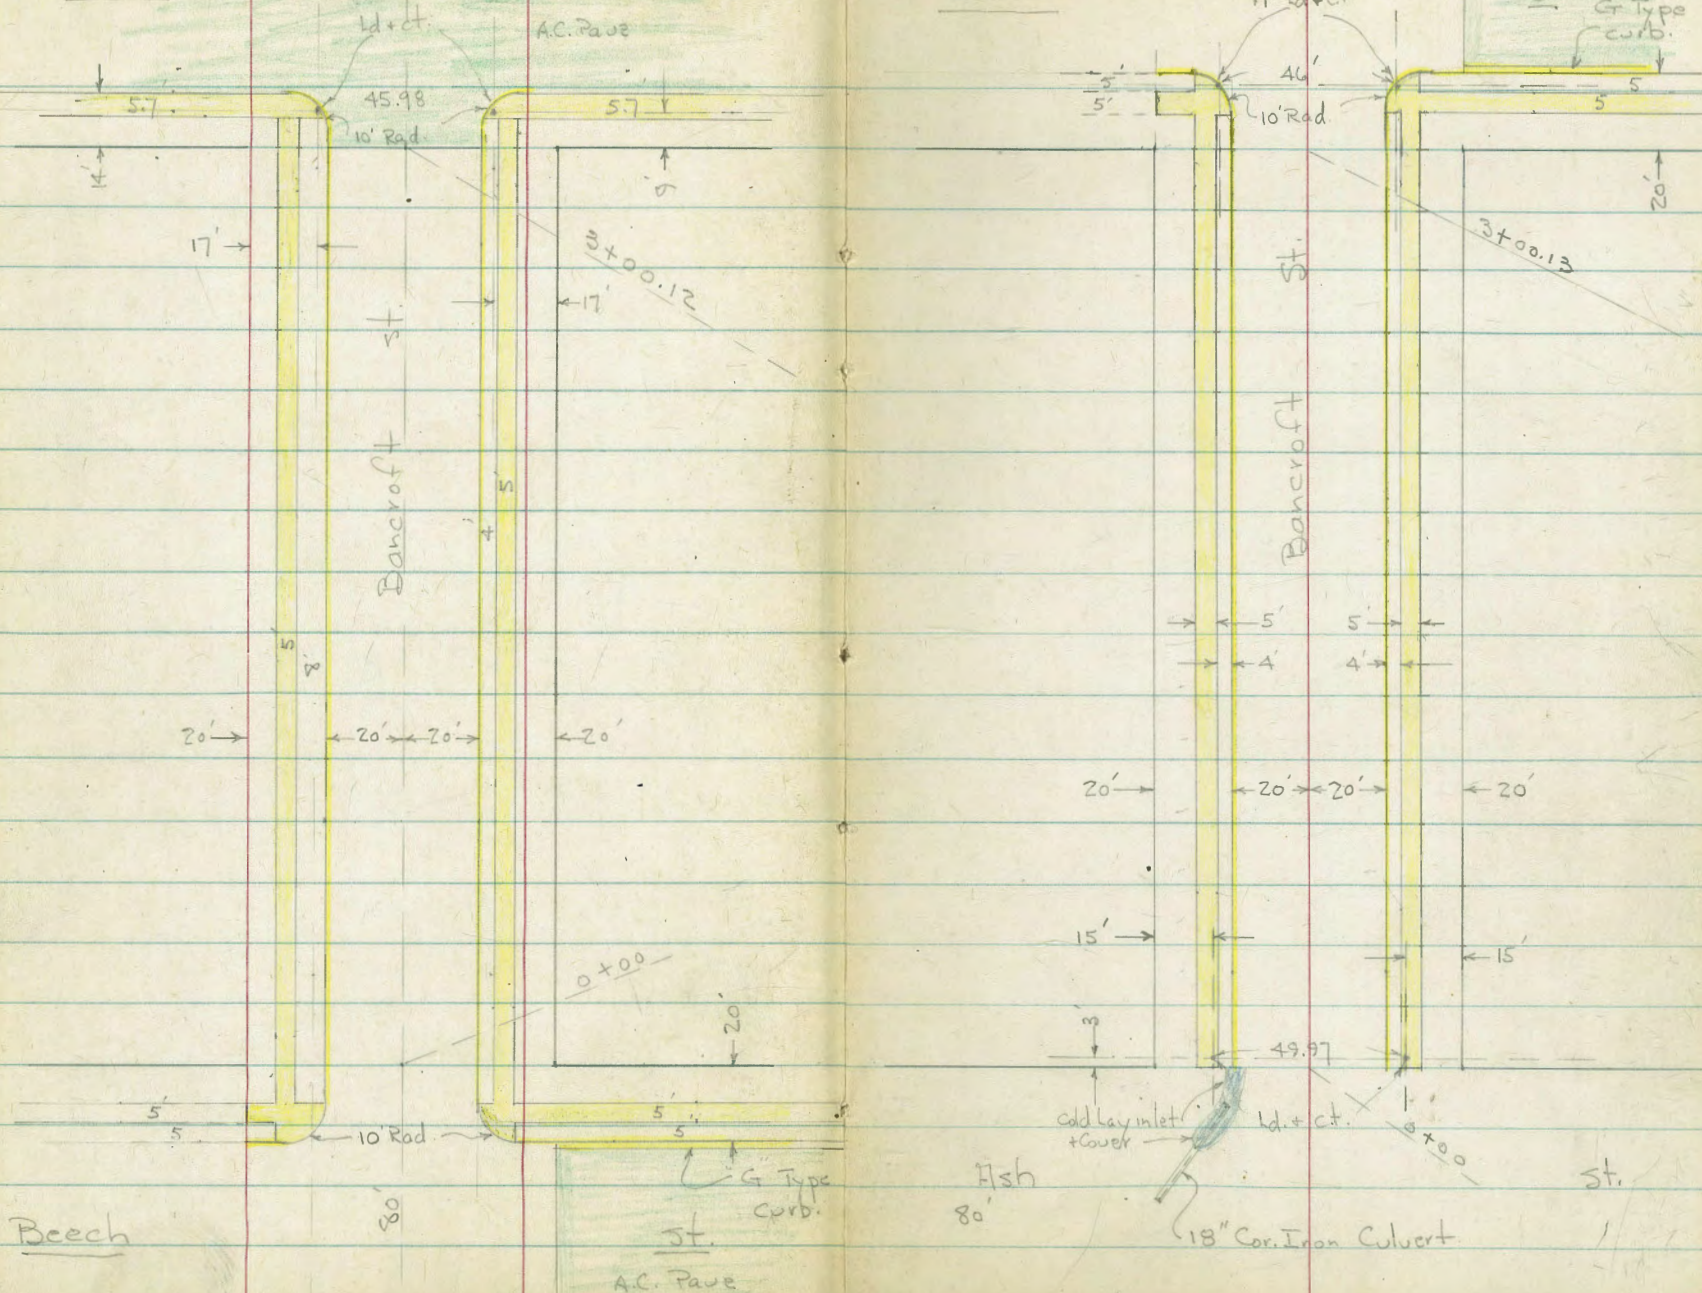 Ld + ct.
A.C. Pave
5.7'
45.98
5.7'
10' Rad.
14'
9'
17'
3+00.12
17'
St.
Bancroft
5'
4'
5'
8'
20'
20'
20'
20'
0+00
20'
5'
5
10' Rad
5'
5
"G" Type
Curb.
80'
Beech
St.
A.C. Pave
G Type
curb.
5'
5'
46'
10' Rad
5
5
20'
3+00.13
St.
Bancroft
5'
5'
4'
4'
20'
20'
20'
20'
15'
15'
3'
49.97
Cold Lay inlet
+Cover
Ld. + ct.
0+00
Ash
St.
80'
18" Cor. Iron Culvert